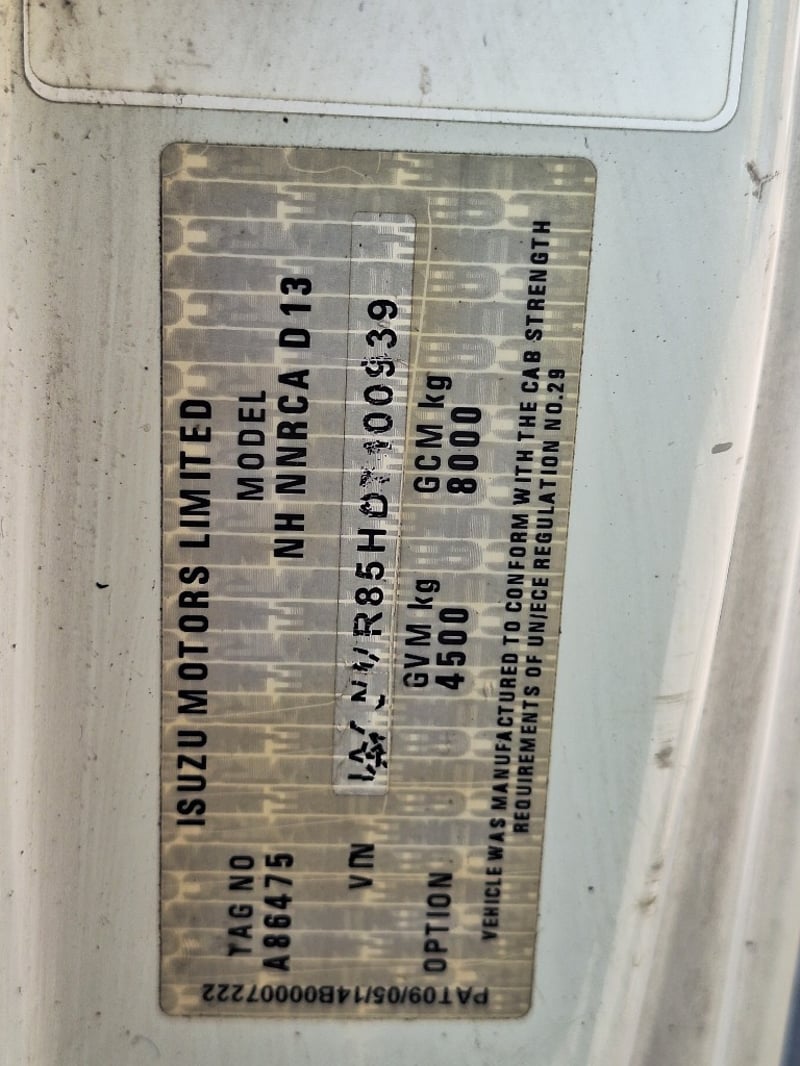 ISUZU MOTORS LIMITED
TAG NO MODEL
A86475 NH NNRCA D13
VIN
GVM kg GCM kg
OPTION 4500 8000
VEHICLE WAS MANUFACTURED TO CONFORM WITH THE CAB STRENGTH
REQUIREMENTS OF UN/ECE REGULATION NO.29
PAT09/05/14B00007222